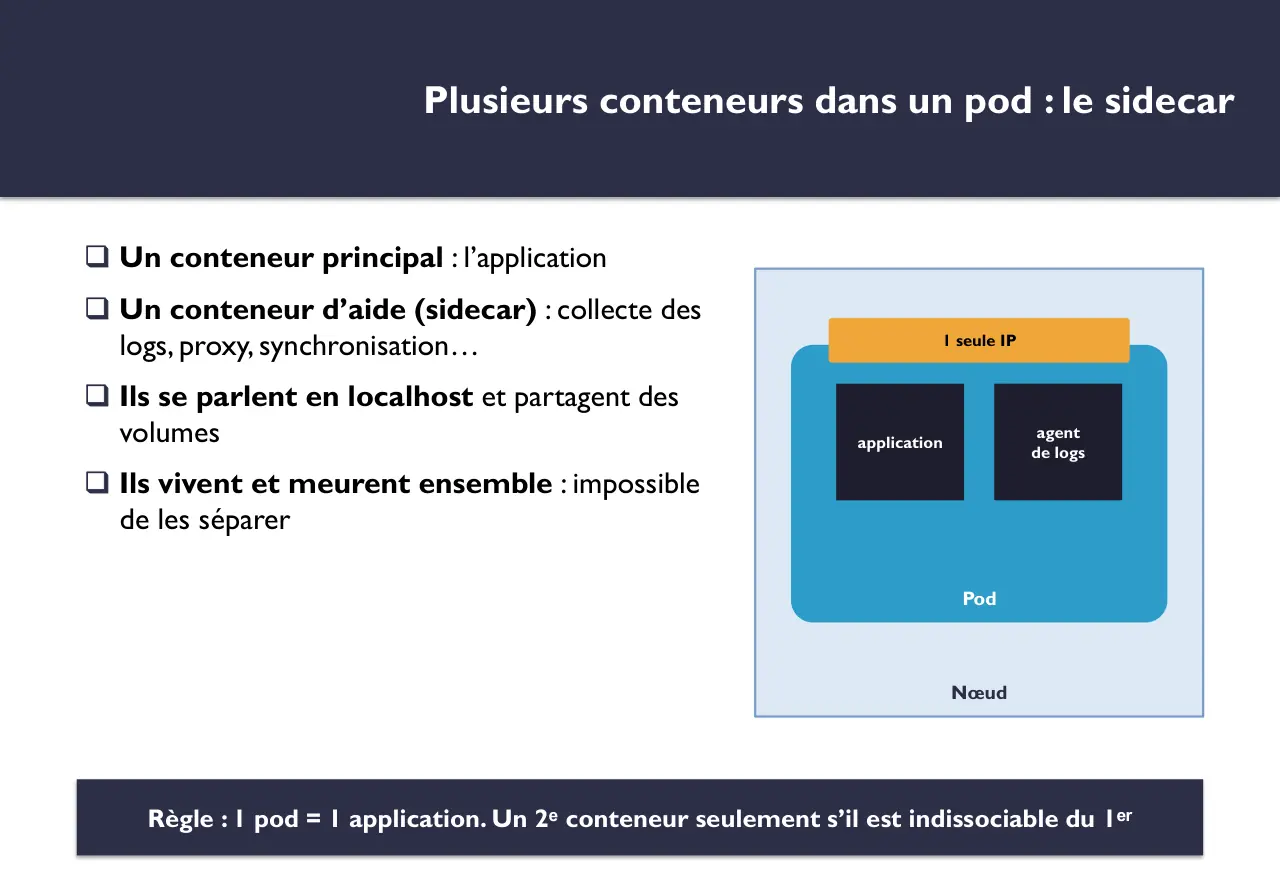 Plusieurs conteneurs dans un pod : le sidecar
❑ Un conteneur principal : l’application
❑ Un conteneur d’aide (sidecar) : collecte des
logs, proxy, synchronisation…
❑ Ils se parlent en localhost et partagent des
volumes
❑ Ils vivent et meurent ensemble : impossible
de les séparer
1 seule IP
application
agent
de logs
Pod
Nœud
Règle : 1 pod = 1 application. Un 2ᵉ conteneur seulement s’il est indissociable du 1ᵉʳ